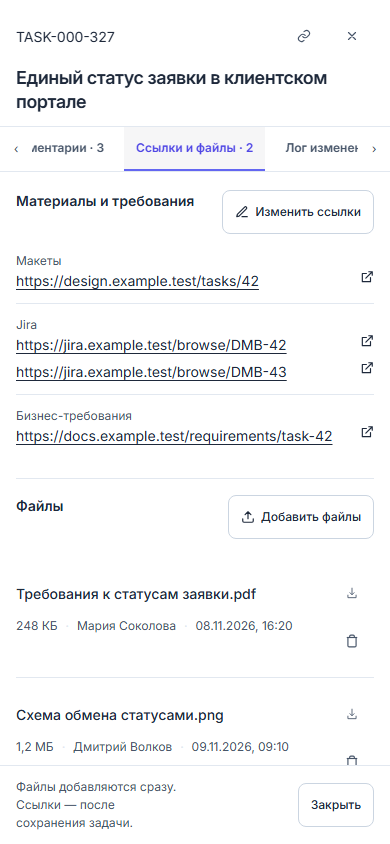 TASK-000-327
Единый статус заявки в клиентском
портале
‹ ментарии · 3 Ссылки и файлы · 2 Лог изменен ›
Материалы и требования
Изменить ссылки
Макеты
https://design.example.test/tasks/42
Jira
https://jira.example.test/browse/DMB-42
https://jira.example.test/browse/DMB-43
Бизнес-требования
https://docs.example.test/requirements/task-42
Файлы
Добавить файлы
Требования к статусам заявки.pdf
248 КБ · Мария Соколова · 08.11.2026, 16:20
Схема обмена статусами.png
1,2 МБ · Дмитрий Волков · 09.11.2026, 09:10
Файлы добавляются сразу.
Ссылки — после
сохранения задачи.
Закрыть